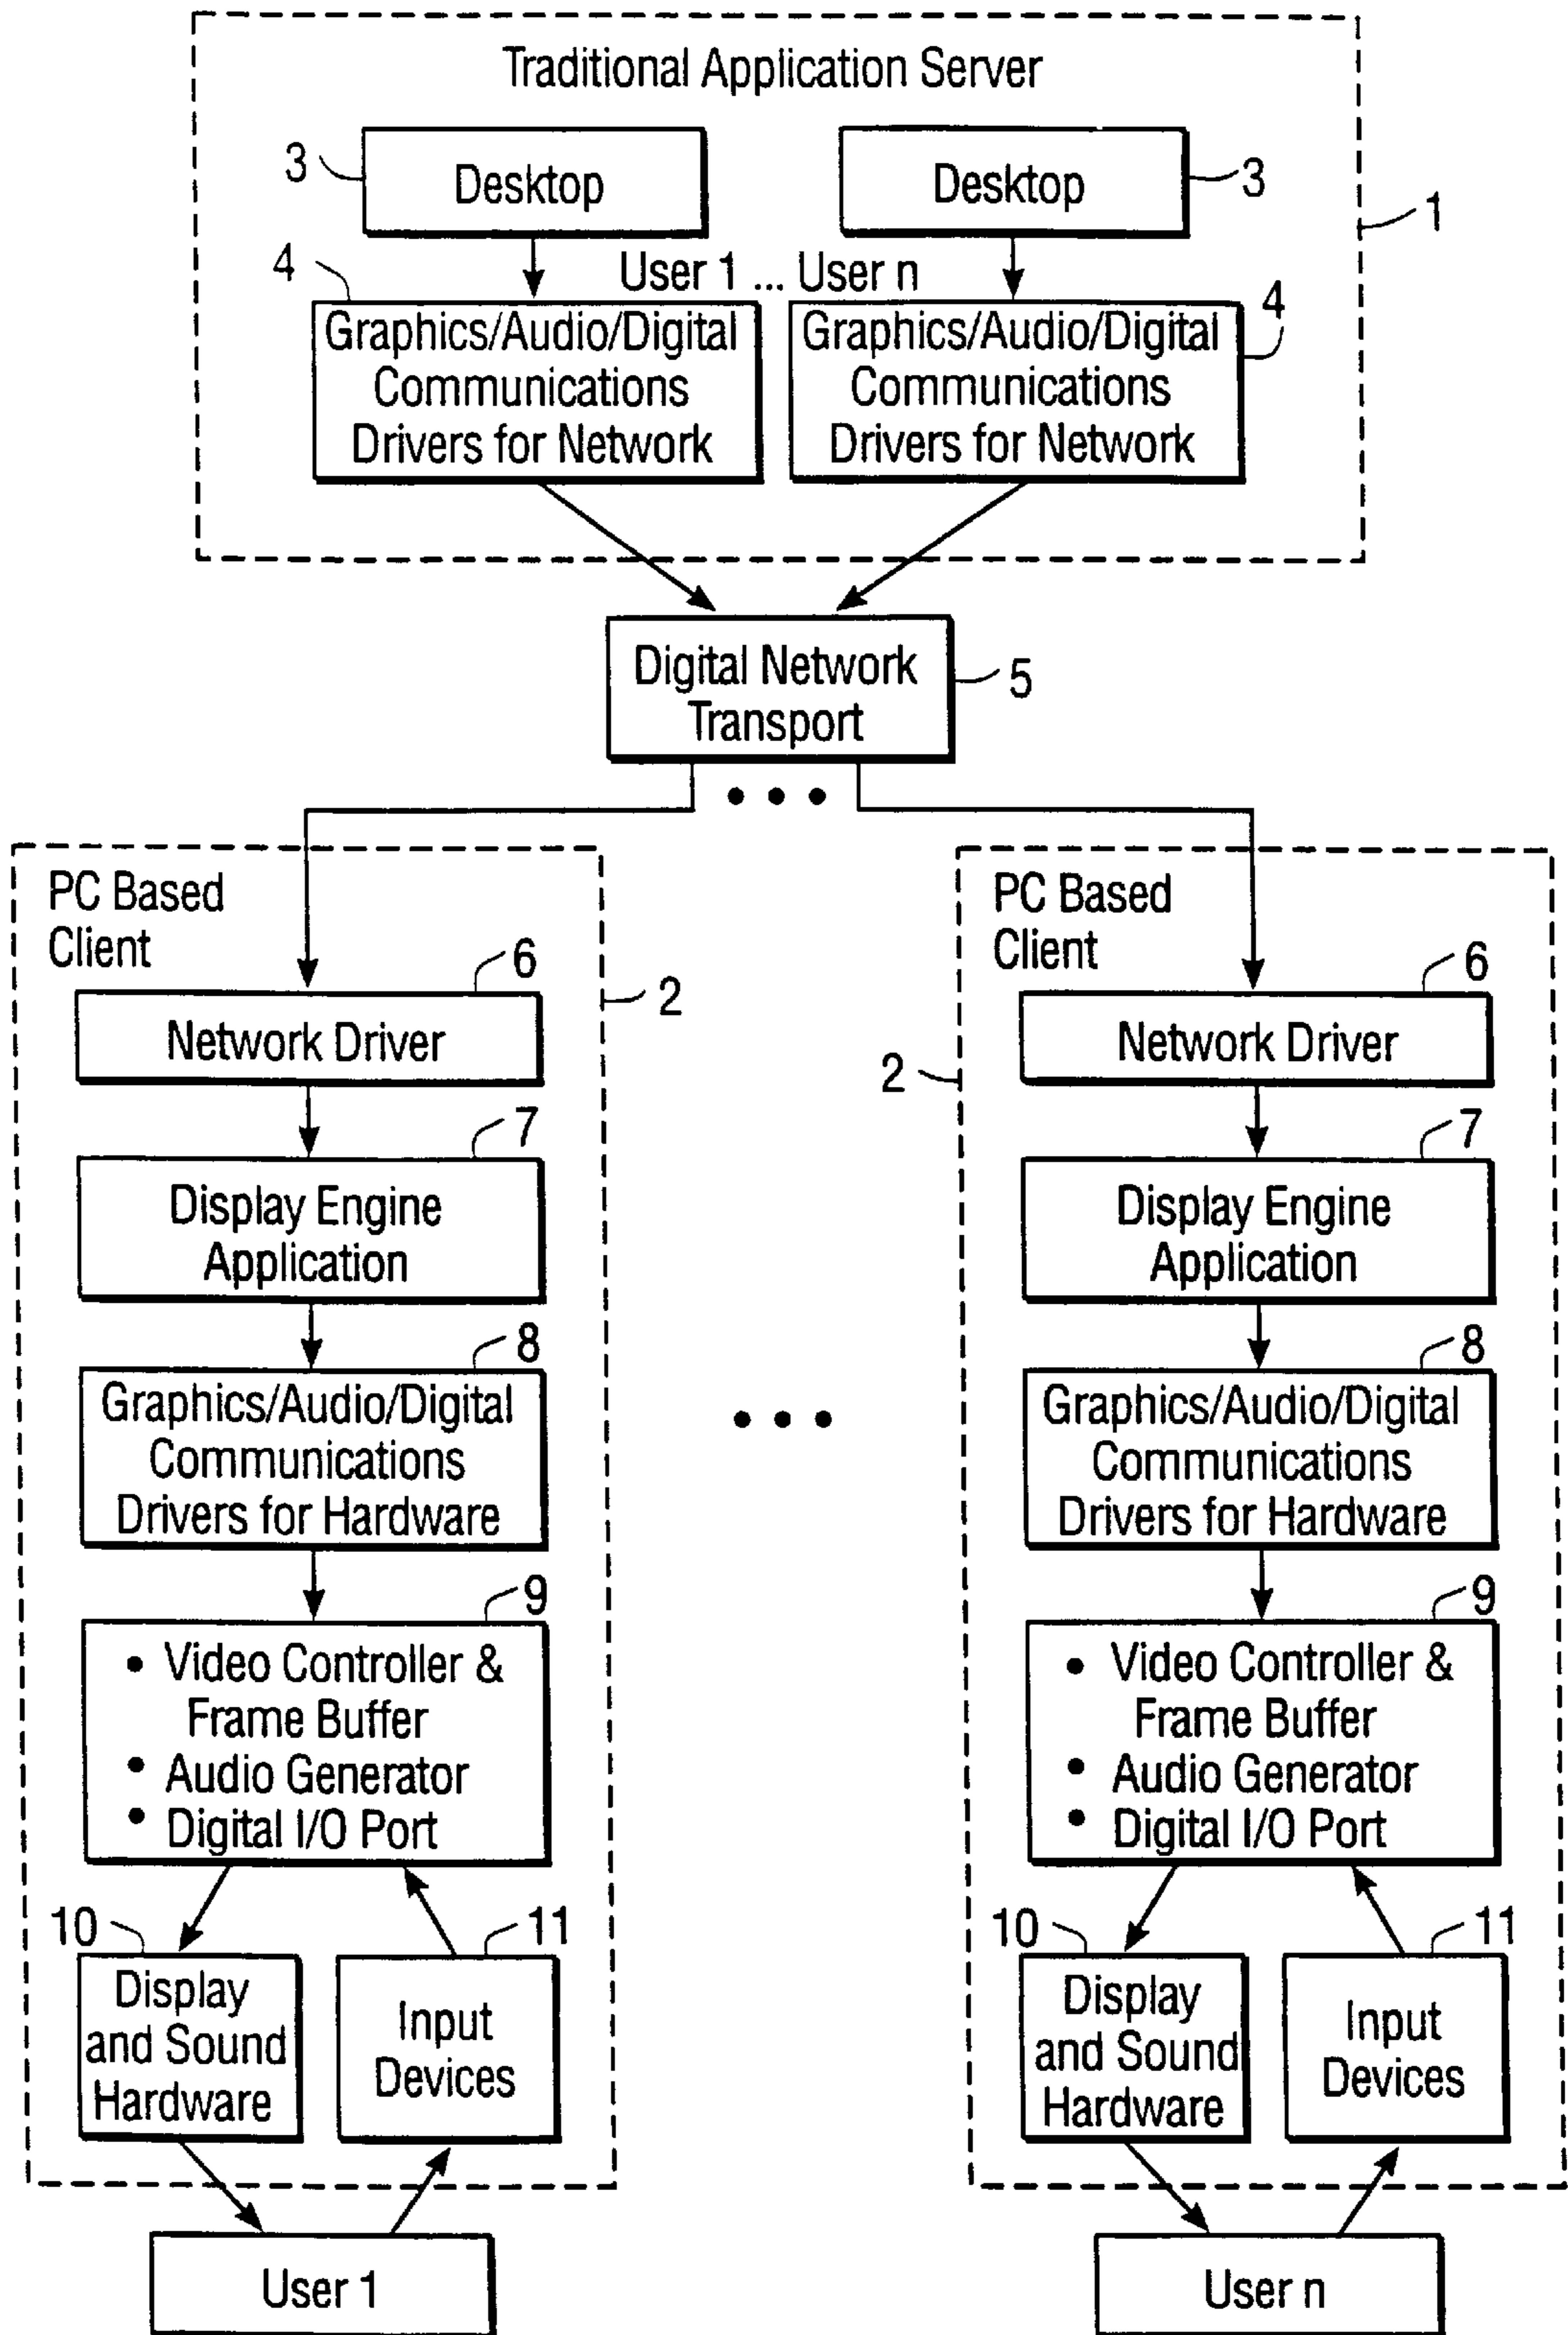 Traditional Application Server
3
Desktop
Desktop
3
1
4
User 1 ... User n
Graphics/Audio/Digital
Communications
Drivers for Network
Graphics/Audio/Digital
Communications
Drivers for Network
4
Digital Network
Transport
5
PC Based
Client
6
2
Network Driver
7
Display Engine
Application
8
Graphics/Audio/Digital
Communications
Drivers for Hardware
9
• Video Controller &
Frame Buffer
• Audio Generator
• Digital I/O Port
10
11
Display
and Sound
Hardware
Input
Devices
User 1
PC Based
Client
6
2
Network Driver
7
Display Engine
Application
8
Graphics/Audio/Digital
Communications
Drivers for Hardware
9
• Video Controller &
Frame Buffer
• Audio Generator
• Digital I/O Port
10
11
Display
and Sound
Hardware
Input
Devices
User n